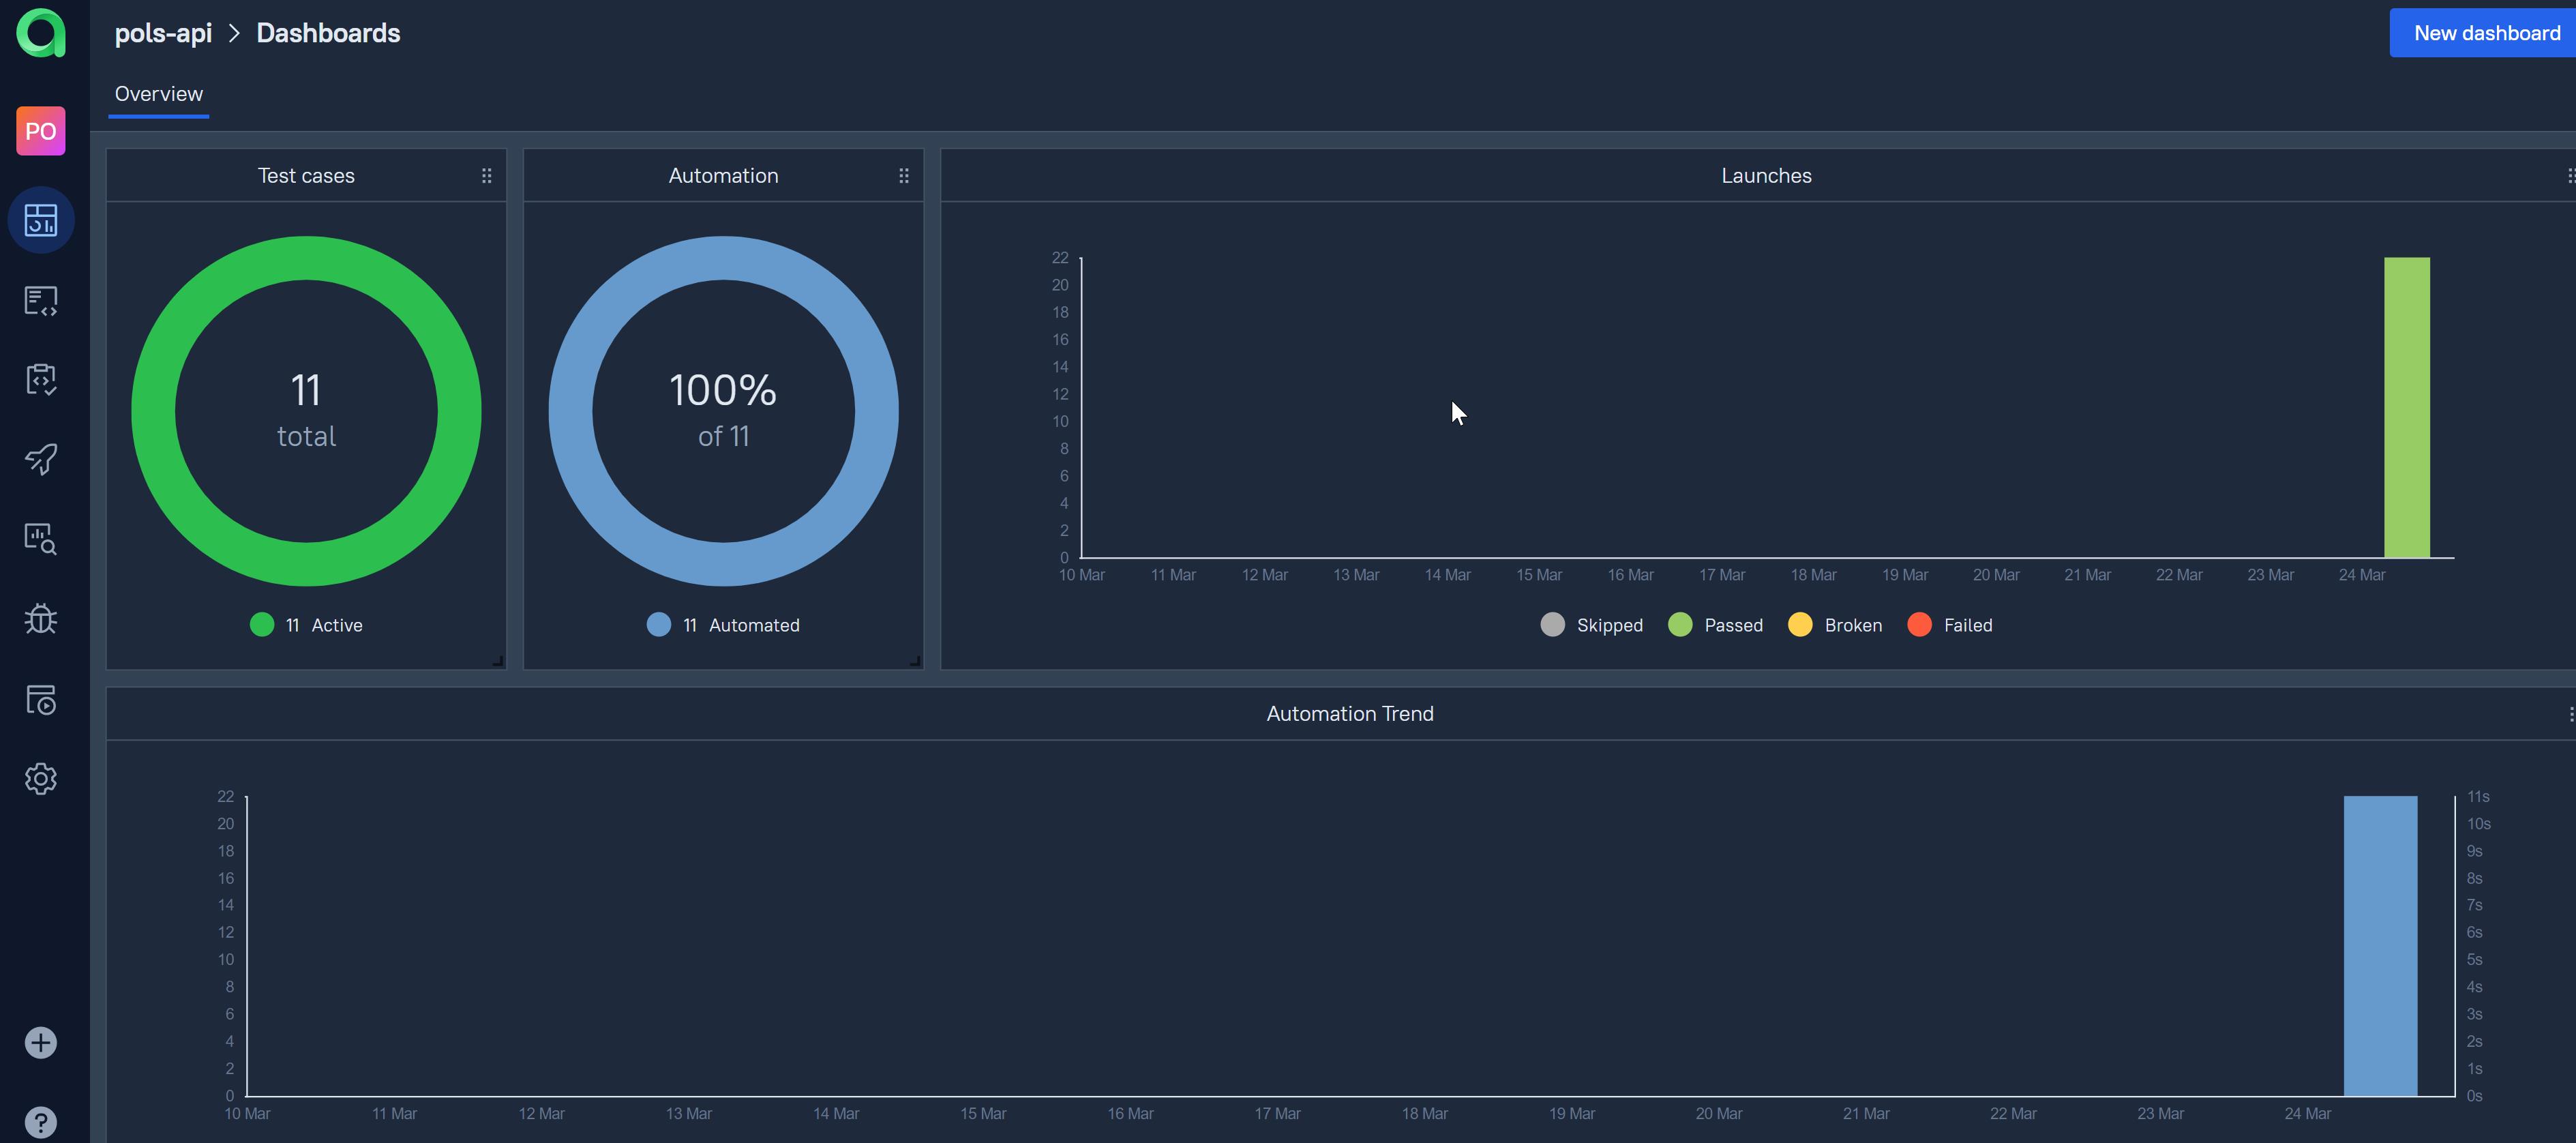 pols-api > Dashboards
New dashboard
Overview
PO
Test cases
Automation
Launches
11
total
11 Active
100%
of 11
11 Automated
22
20
18
16
14
12
10
8
6
4
2
0
10 Mar 11 Mar 12 Mar 13 Mar 14 Mar 15 Mar 16 Mar 17 Mar 18 Mar 19 Mar 20 Mar 21 Mar 22 Mar 23 Mar 24 Mar
Skipped Passed Broken Failed
Automation Trend
22 11s
20 10s
18 9s
16 8s
14 7s
12 6s
10 5s
8 4s
6 3s
4 2s
2 1s
0 0s
10 Mar 11 Mar 12 Mar 13 Mar 14 Mar 15 Mar 16 Mar 17 Mar 18 Mar 19 Mar 20 Mar 21 Mar 22 Mar 23 Mar 24 Mar
?